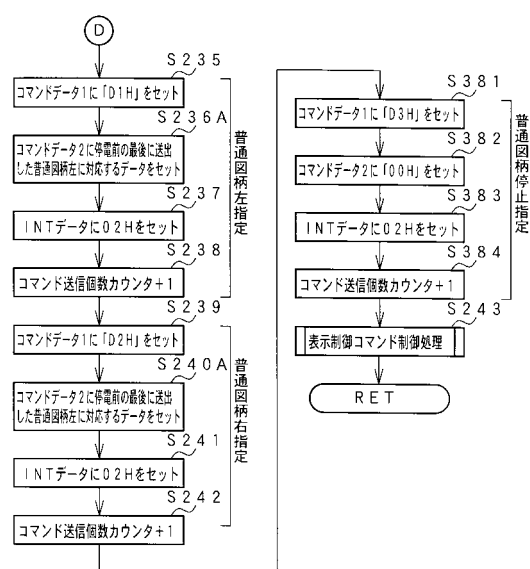 D
S235
コマンドデータ1に「D1H」をセット
S236A
コマンドデータ2に停電前の最後に送出
した普通図柄左に対応するデータをセット
S237
INTデータに02Hをセット
S238
コマンド送信個数カウンタ+1
普通図柄左指定
S239
コマンドデータ1に「D2H」をセット
S240A
コマンドデータ2に停電前の最後に送出
した普通図柄左に対応するデータをセット
S241
INTデータに02Hをセット
S242
コマンド送信個数カウンタ+1
普通図柄右指定
S381
コマンドデータ1に「D3H」をセット
S382
コマンドデータ2に「00H」をセット
S383
INTデータに02Hをセット
S384
コマンド送信個数カウンタ+1
普通図柄停止指定
S243
表示制御コマンド制御処理
RET